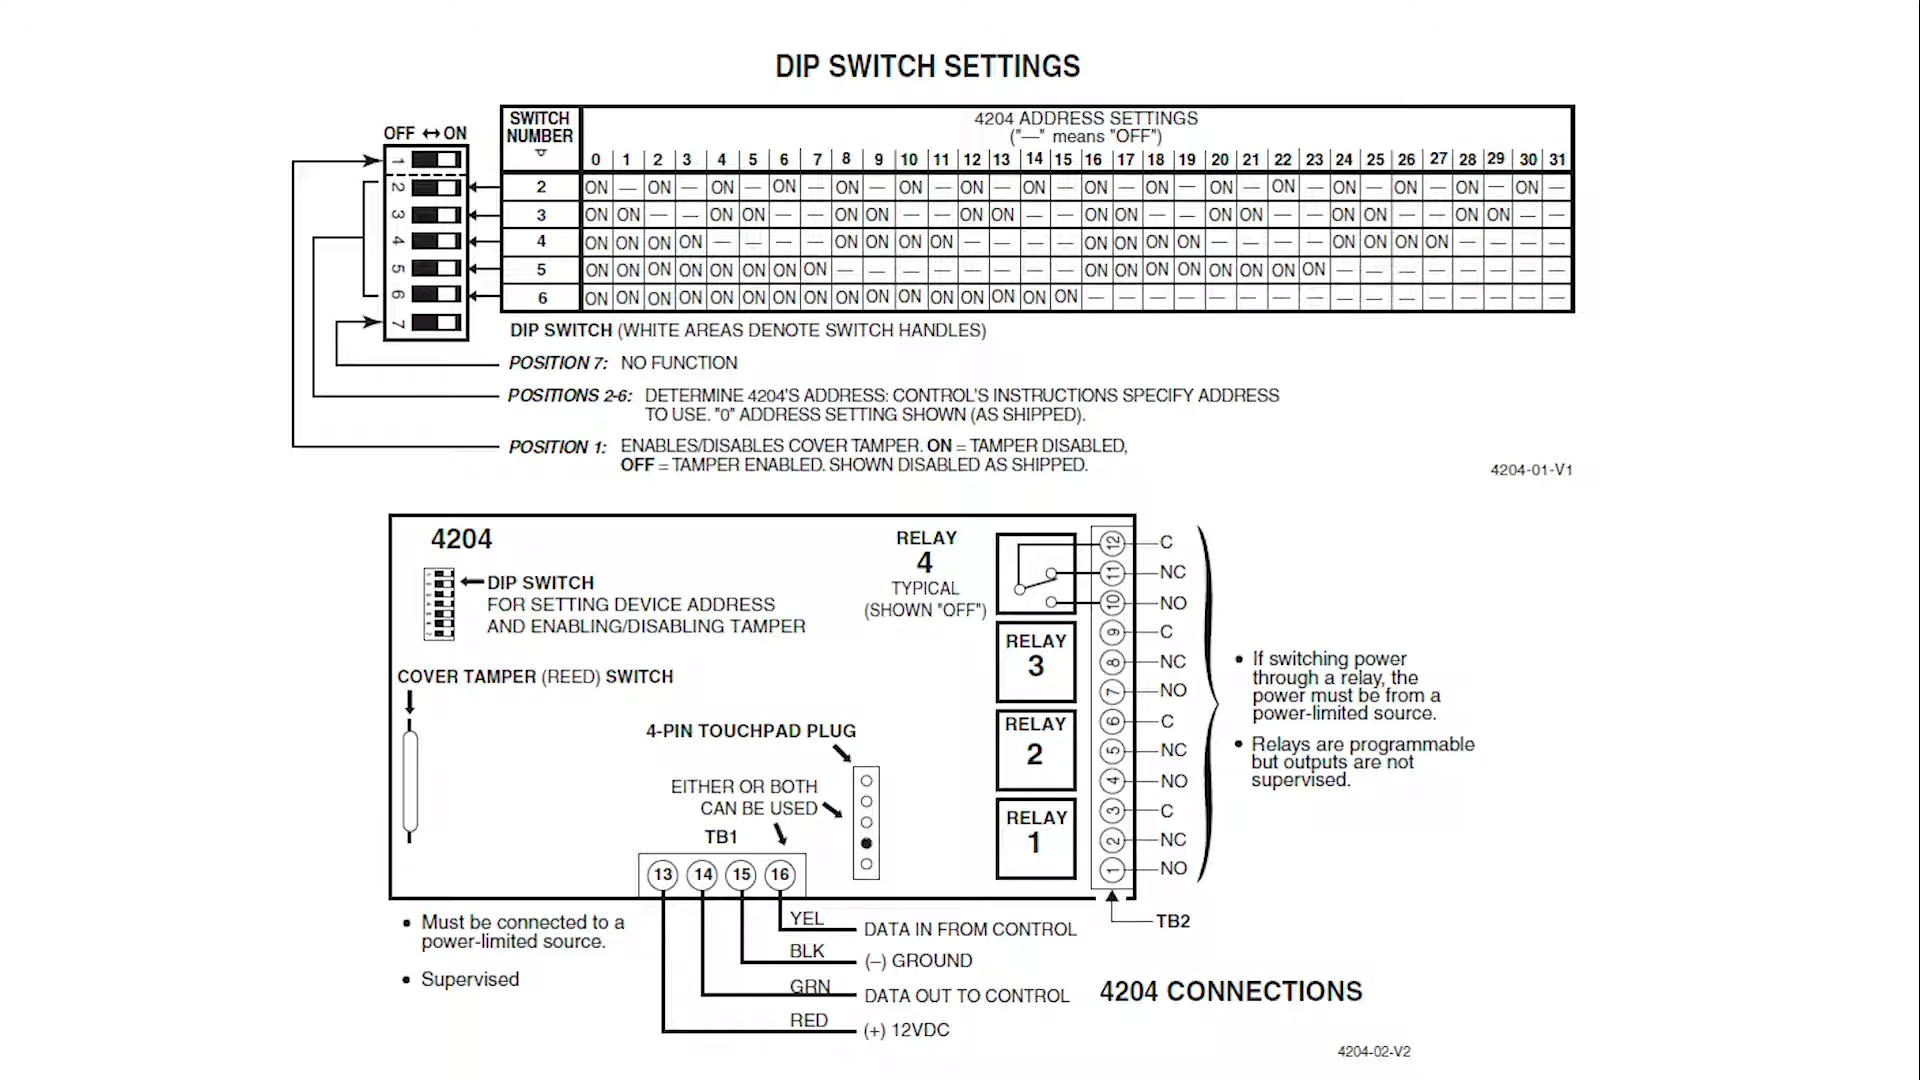 DIP SWITCH SETTINGS
OFF ↔ ON
1
2
3
4
5
6
7
SWITCH NUMBER
4204 ADDRESS SETTINGS
("—" means "OFF")
0 1 2 3 4 5 6 7 8 9 10 11 12 13 14 15 16 17 18 19 20 21 22 23 24 25 26 27 28 29 30 31
2 ON — ON — ON — ON — ON — ON — ON — ON — ON — ON — ON — ON — ON — ON — ON — ON —
3 ON ON — — ON ON — — ON ON — — ON ON — — ON ON — — ON ON — — ON ON — — ON ON — —
4 ON ON ON ON — — — — ON ON ON ON — — — — ON ON ON ON — — — — ON ON ON ON — — — —
5 ON ON ON ON ON ON ON ON — — — — — — — — ON ON ON ON ON ON ON ON — — — — — — — —
6 ON ON ON ON ON ON ON ON ON ON ON ON ON ON ON ON — — — — — — — — — — — — — — — —
DIP SWITCH (WHITE AREAS DENOTE SWITCH HANDLES)
POSITION 7: NO FUNCTION
POSITIONS 2-6: DETERMINE 4204'S ADDRESS: CONTROL'S INSTRUCTIONS SPECIFY ADDRESS
TO USE. "0" ADDRESS SETTING SHOWN (AS SHIPPED).
POSITION 1: ENABLES/DISABLES COVER TAMPER. ON = TAMPER DISABLED,
OFF = TAMPER ENABLED. SHOWN DISABLED AS SHIPPED.
4204-01-V1
4204
DIP SWITCH
FOR SETTING DEVICE ADDRESS
AND ENABLING/DISABLING TAMPER
COVER TAMPER (REED) SWITCH
4-PIN TOUCHPAD PLUG
EITHER OR BOTH
CAN BE USED
TB1
13 14 15 16
RELAY
4
TYPICAL
(SHOWN "OFF")
RELAY
3
RELAY
2
RELAY
1
12 C
11 NC
10 NO
9 C
8 NC
7 NO
6 C
5 NC
4 NO
3 C
2 NC
1 NO
TB2
• If switching power
through a relay, the
power must be from a
power-limited source.
• Relays are programmable
but outputs are not
supervised.
• Must be connected to a
power-limited source.
• Supervised
YEL DATA IN FROM CONTROL
BLK (–) GROUND
GRN DATA OUT TO CONTROL
RED (+) 12VDC
4204 CONNECTIONS
4204-02-V2